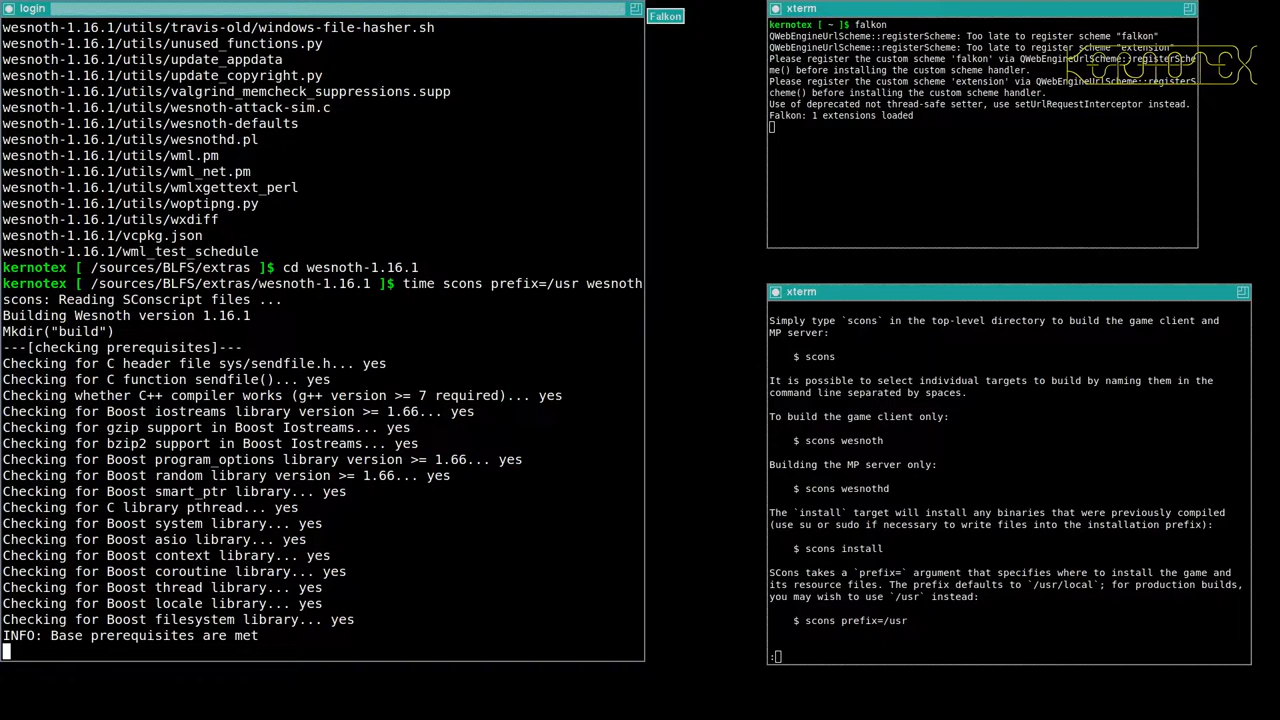 login
wesnoth-1.16.1/utils/travis-old/windows-file-hasher.sh
wesnoth-1.16.1/utils/unused_functions.py
wesnoth-1.16.1/utils/update_appdata
wesnoth-1.16.1/utils/update_copyright.py
wesnoth-1.16.1/utils/valgrind_memcheck_suppressions.supp
wesnoth-1.16.1/utils/wesnoth-attack-sim.c
wesnoth-1.16.1/utils/wesnoth-defaults
wesnoth-1.16.1/utils/wesnothd.pl
wesnoth-1.16.1/utils/wml.pm
wesnoth-1.16.1/utils/wml_net.pm
wesnoth-1.16.1/utils/wmlxgettext_perl
wesnoth-1.16.1/utils/woptipng.py
wesnoth-1.16.1/utils/wxdiff
wesnoth-1.16.1/vcpkg.json
wesnoth-1.16.1/wml_test_schedule
kernotex [ /sources/BLFS/extras ]$ cd wesnoth-1.16.1
kernotex [ /sources/BLFS/extras/wesnoth-1.16.1 ]$ time scons prefix=/usr wesnoth
scons: Reading SConscript files ...
Building Wesnoth version 1.16.1
Mkdir("build")
---[checking prerequisites]---
Checking for C header file sys/sendfile.h... yes
Checking for C function sendfile()... yes
Checking whether C++ compiler works (g++ version >= 7 required)... yes
Checking for Boost iostreams library version >= 1.66... yes
Checking for gzip support in Boost Iostreams... yes
Checking for bzip2 support in Boost Iostreams... yes
Checking for Boost program_options library version >= 1.66... yes
Checking for Boost random library version >= 1.66... yes
Checking for Boost smart_ptr library... yes
Checking for C library pthread... yes
Checking for Boost system library... yes
Checking for Boost asio library... yes
Checking for Boost context library... yes
Checking for Boost coroutine library... yes
Checking for Boost thread library... yes
Checking for Boost locale library... yes
Checking for Boost filesystem library... yes
INFO: Base prerequisites are met
Falkon
xterm
kernotex [ ~ ]$ falkon
QWebEngineUrlScheme::registerScheme: Too late to register scheme "falkon"
QWebEngineUrlScheme::registerScheme: Too late to register scheme "extension"
Please register the custom scheme 'falkon' via QWebEngineUrlScheme::registerSche
me() before installing the custom scheme handler.
Please register the custom scheme 'extension' via QWebEngineUrlScheme::registerS
cheme() before installing the custom scheme handler.
Use of deprecated not thread-safe setter, use setUrlRequestInterceptor instead.
Falkon: 1 extensions loaded
KERNOTEX
xterm
Simply type `scons` in the top-level directory to build the game client and
MP server:
$ scons
It is possible to select individual targets to build by naming them in the
command line separated by spaces.
To build the game client only:
$ scons wesnoth
Building the MP server only:
$ scons wesnothd
The `install` target will install any binaries that were previously compiled
(use su or sudo if necessary to write files into the installation prefix):
$ scons install
SCons takes a `prefix=` argument that specifies where to install the game and
its resource files. The prefix defaults to `/usr/local`; for production builds,
you may wish to use `/usr` instead:
$ scons prefix=/usr
: